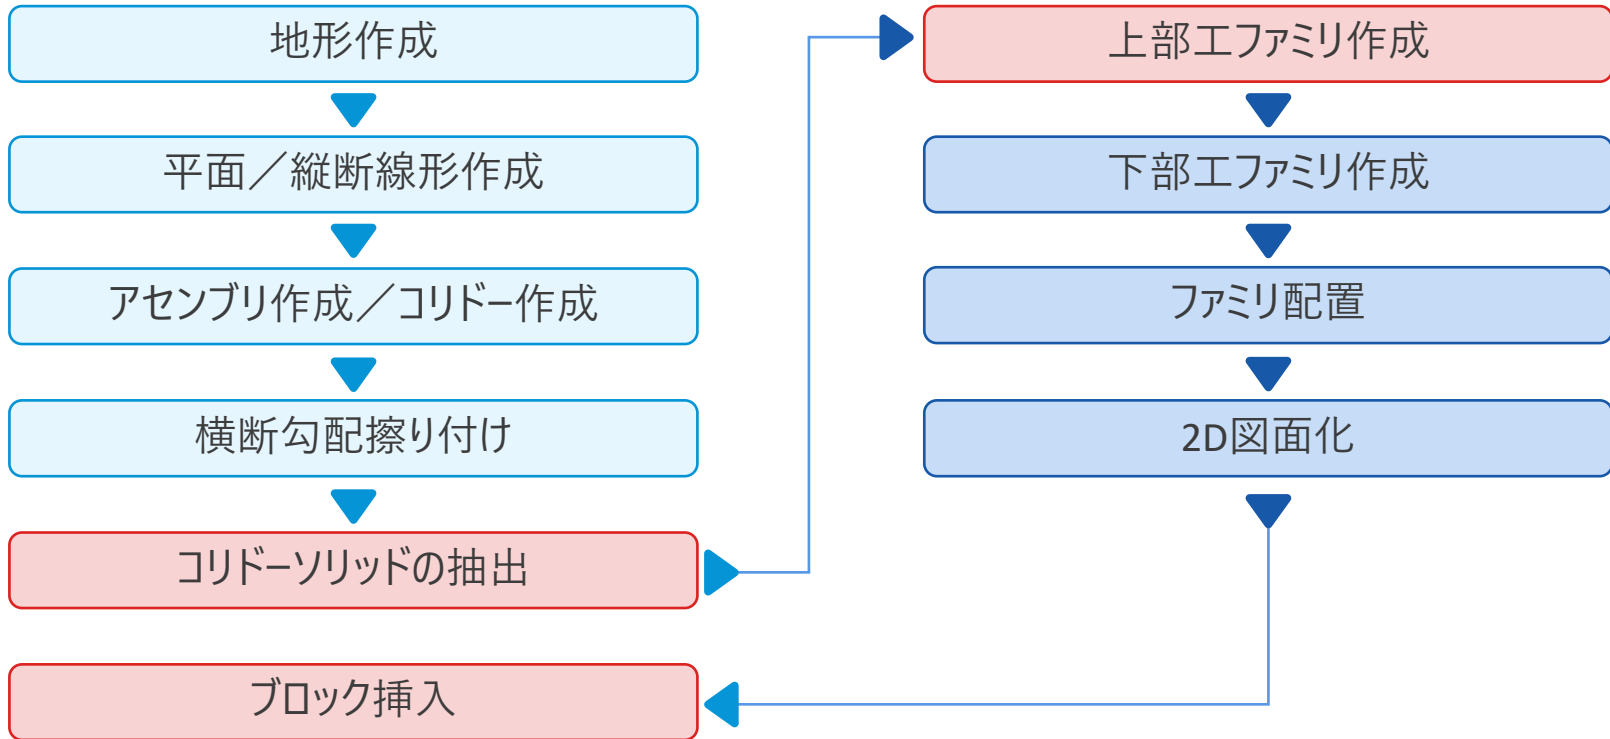 地形作成
平面／縦断線形作成
アセンブリ作成／コリドー作成
横断勾配擦り付け
コリドーソリッドの抽出
ブロック挿入
上部工ファミリ作成
下部工ファミリ作成
ファミリ配置
2D図面化